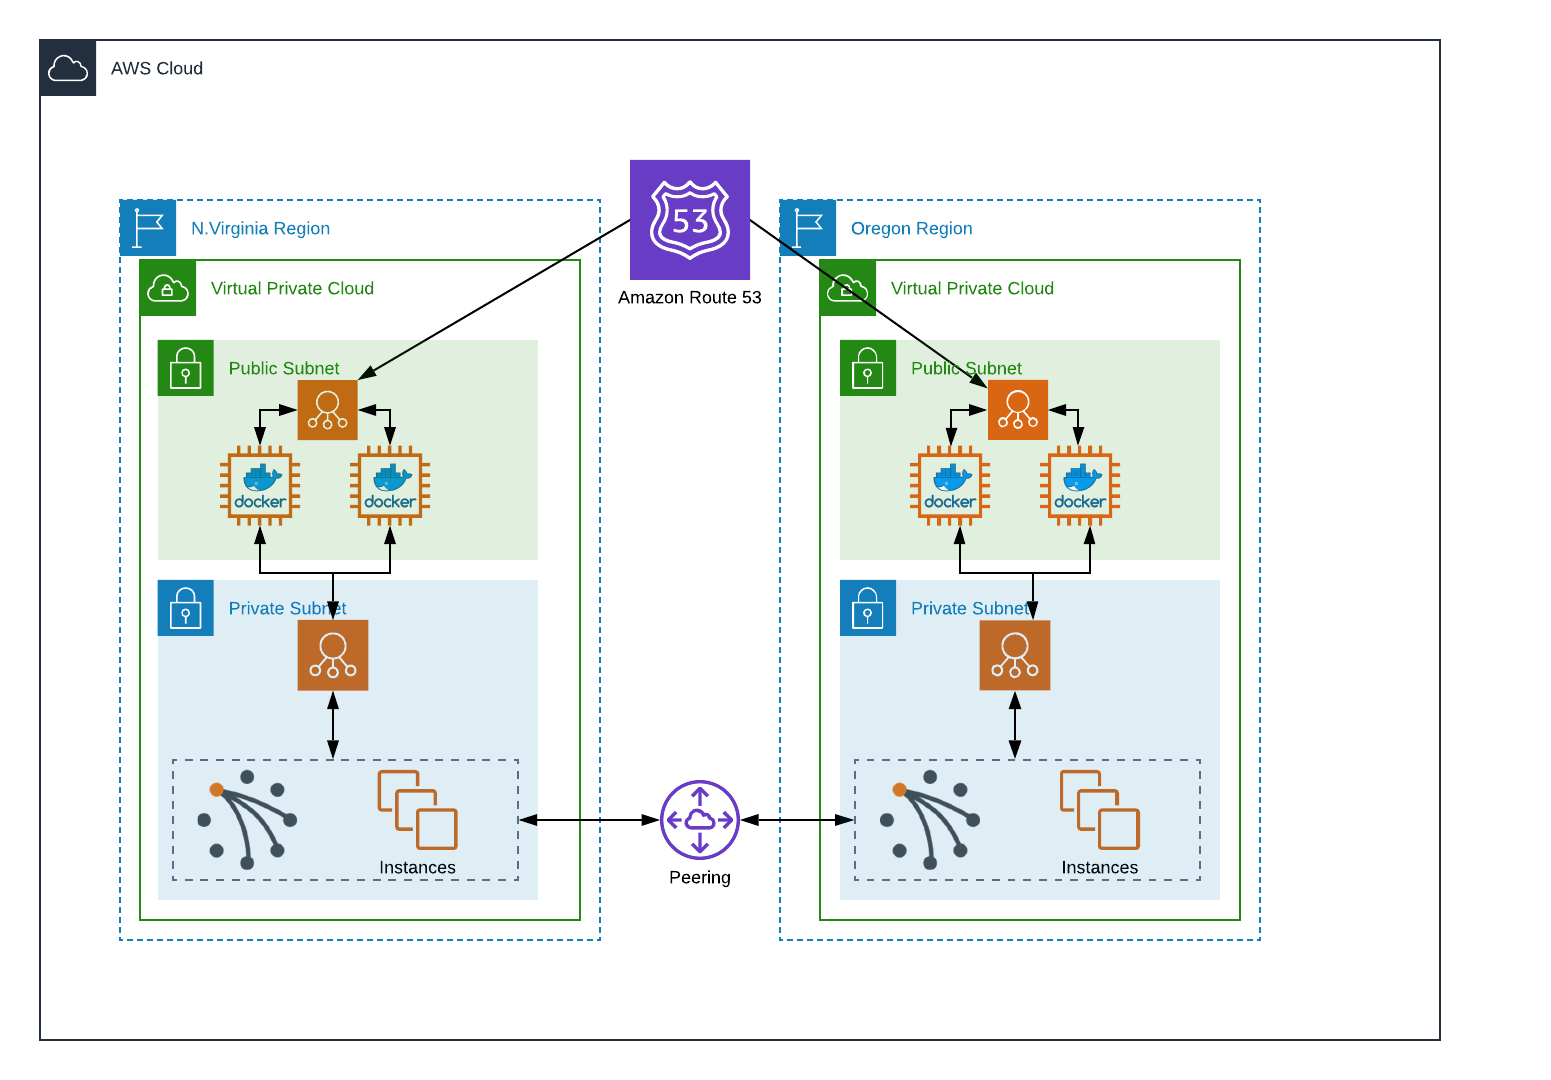 AWS Cloud
53
Amazon Route 53
N.Virginia Region
Virtual Private Cloud
Public Subnet
docker
docker
Private Subnet
Instances
Oregon Region
Virtual Private Cloud
Public Subnet
docker
docker
Private Subnet
Instances
Peering